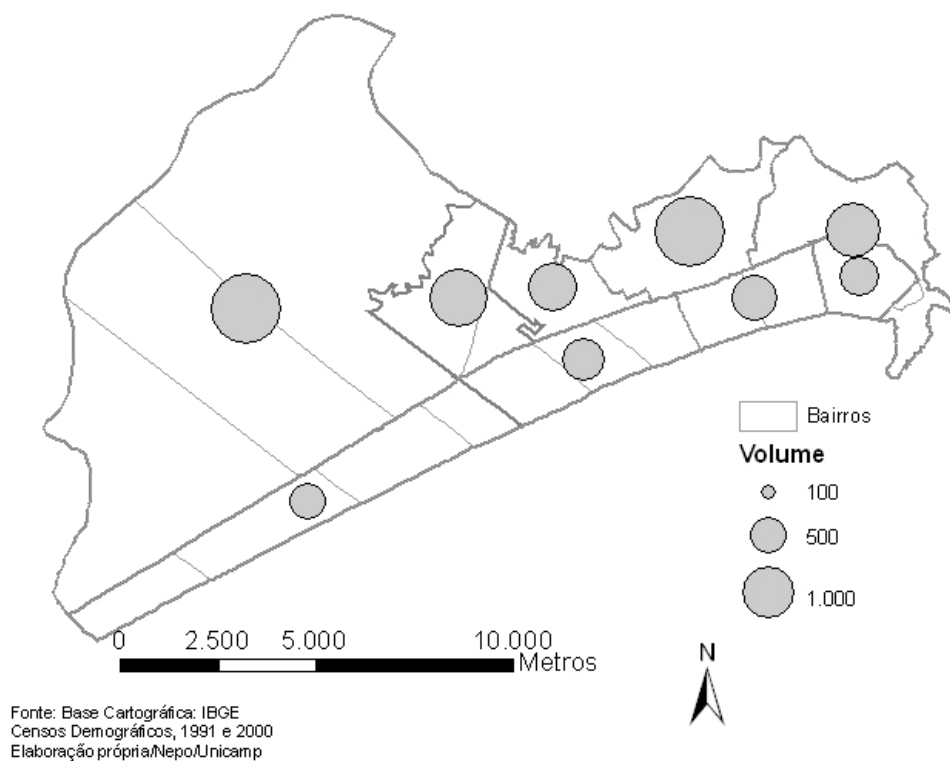 Bairros
Volume
100
500
1.000
0 2.500 5.000 10.000
Metros
N
Fonte: Base Cartográfica: IBGE
Censos Demográficos, 1991 e 2000
Elaboração própria/Nepo/Unicamp